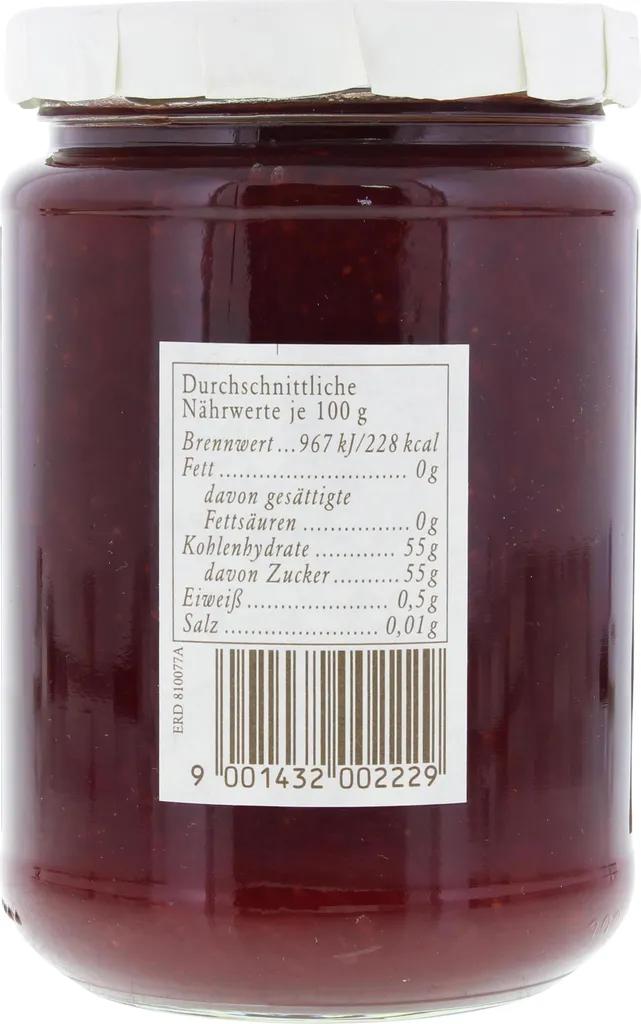 Durchschnittliche
Nährwerte je 100 g
Brennwert ...967 kJ/228 kcal
Fett ............................ 0g
davon gesättigte
Fettsäuren ................ 0g
Kohlenhydrate ............ 55g
davon Zucker .......... 55g
Eiweiß ..................... 0,5g
Salz ....................... 0,01g
ERD 810077A
9 001432 002229